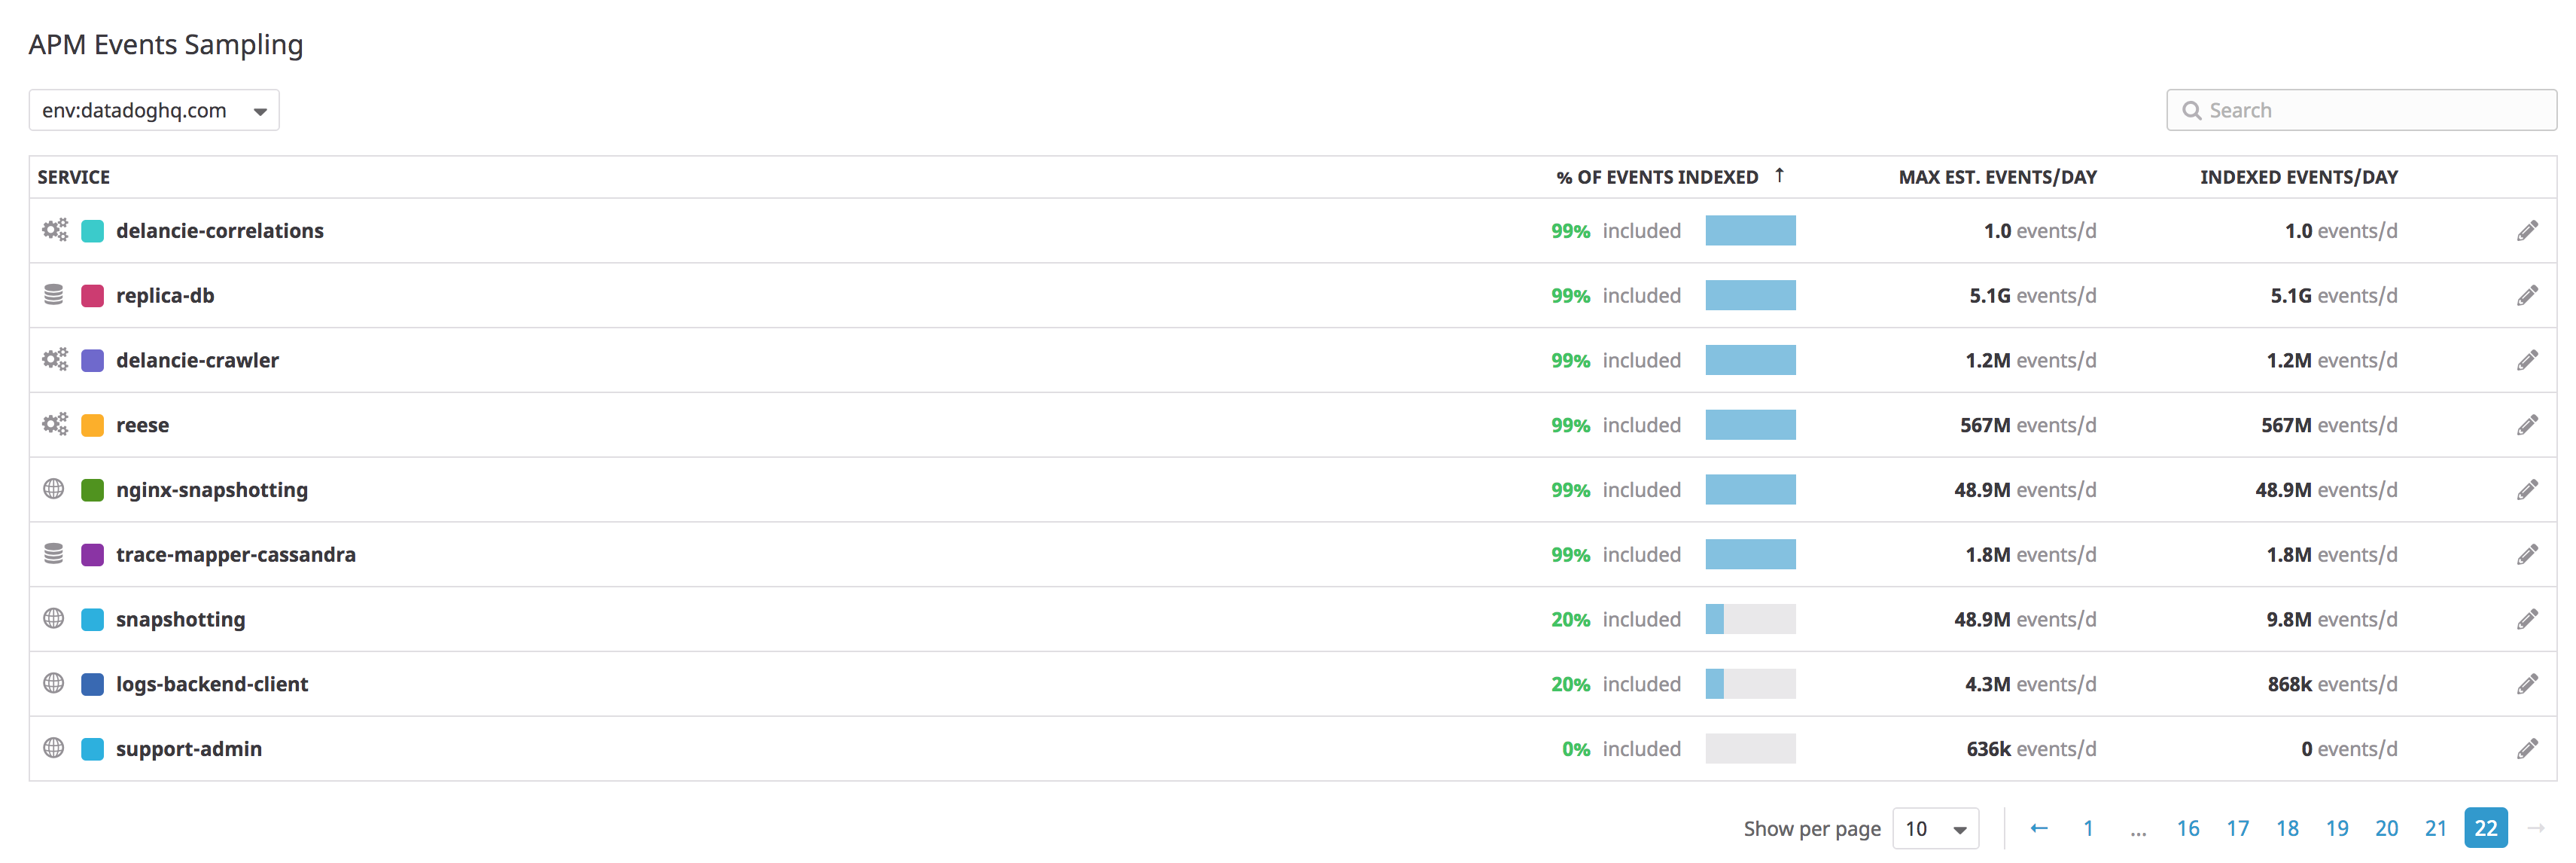 APM Events Sampling
env:datadoghq.com
Search
SERVICE % OF EVENTS INDEXED ↑ MAX EST. EVENTS/DAY INDEXED EVENTS/DAY
delancie-correlations 99% included 1.0 events/d 1.0 events/d
replica-db 99% included 5.1G events/d 5.1G events/d
delancie-crawler 99% included 1.2M events/d 1.2M events/d
reese 99% included 567M events/d 567M events/d
nginx-snapshotting 99% included 48.9M events/d 48.9M events/d
trace-mapper-cassandra 99% included 1.8M events/d 1.8M events/d
snapshotting 20% included 48.9M events/d 9.8M events/d
logs-backend-client 20% included 4.3M events/d 868k events/d
support-admin 0% included 636k events/d 0 events/d
Show per page 10 ← 1 ... 16 17 18 19 20 21 22 →